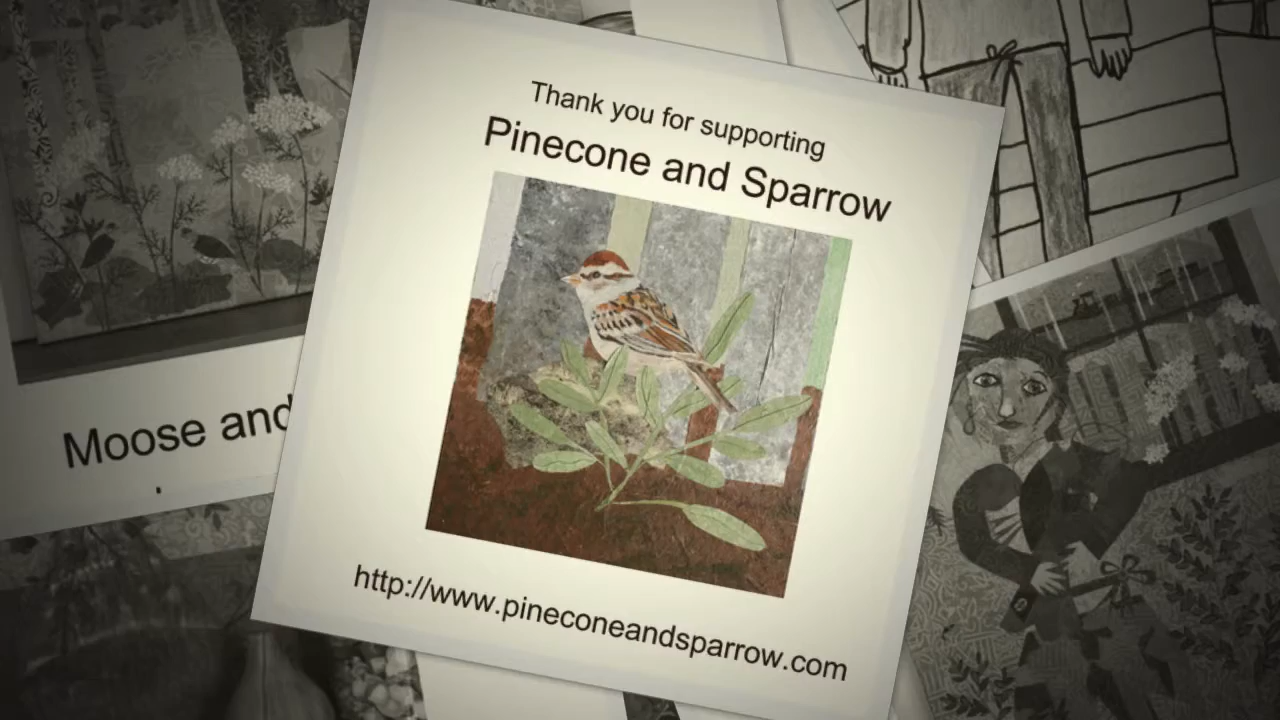 Thank you for supporting
Pinecone and Sparrow
http://www.pineconeandsparrow.com
Moose and